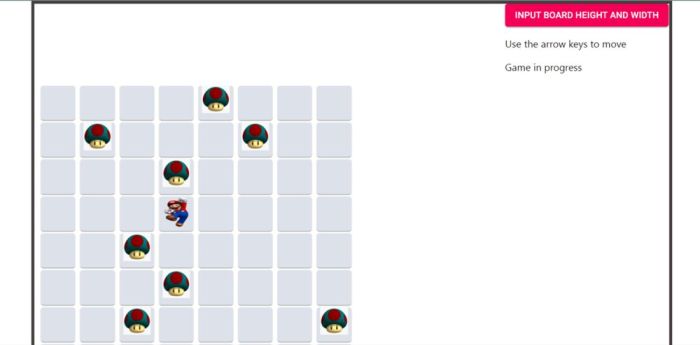 INPUT BOARD HEIGHT AND WIDTH
Use the arrow keys to move
Game in progress